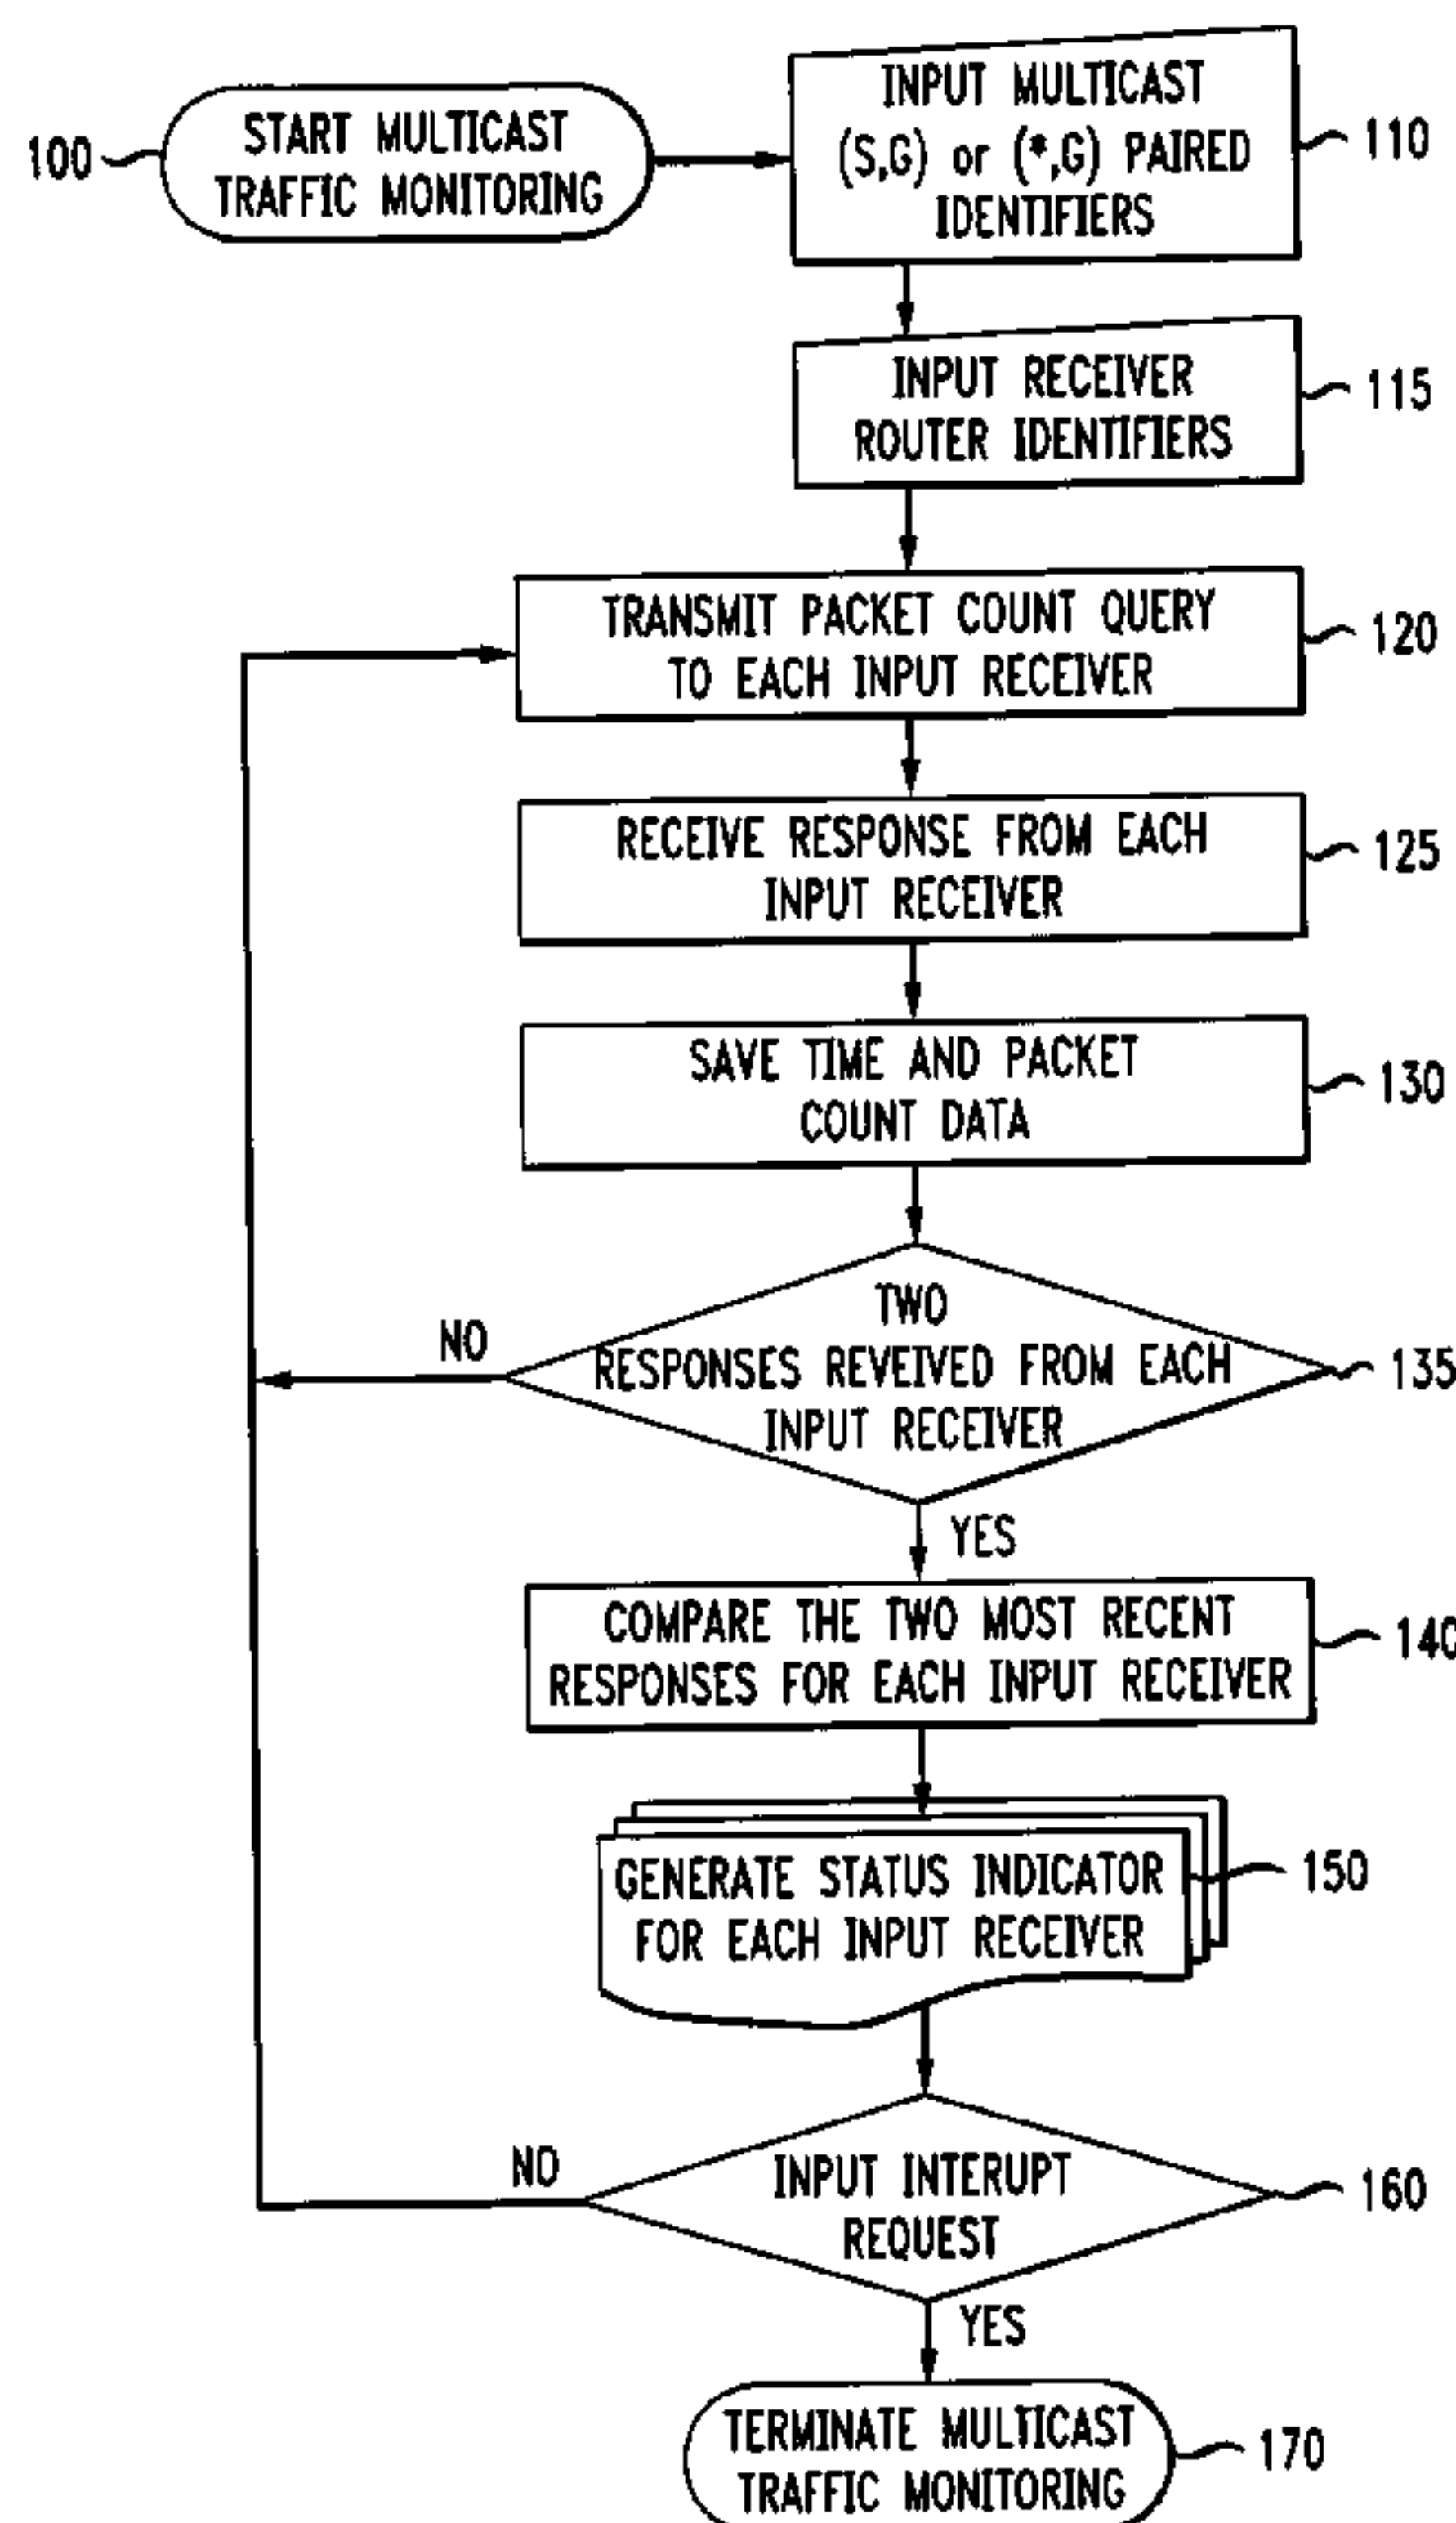 START MULTICAST
TRAFFIC MONITORING
100
INPUT MULTICAST
(S,G) or (*,G) PAIRED
IDENTIFIERS
110
INPUT RECEIVER
ROUTER IDENTIFIERS
115
TRANSMIT PACKET COUNT QUERY
TO EACH INPUT RECEIVER
120
RECEIVE RESPONSE FROM EACH
INPUT RECEIVER
125
SAVE TIME AND PACKET
COUNT DATA
130
TWO
RESPONSES REVEIVED FROM EACH
INPUT RECEIVER
135
NO
YES
COMPARE THE TWO MOST RECENT
RESPONSES FOR EACH INPUT RECEIVER
140
GENERATE STATUS INDICATOR
FOR EACH INPUT RECEIVER
150
INPUT INTERUPT
REQUEST
160
NO
YES
TERMINATE MULTICAST
TRAFFIC MONITORING
170